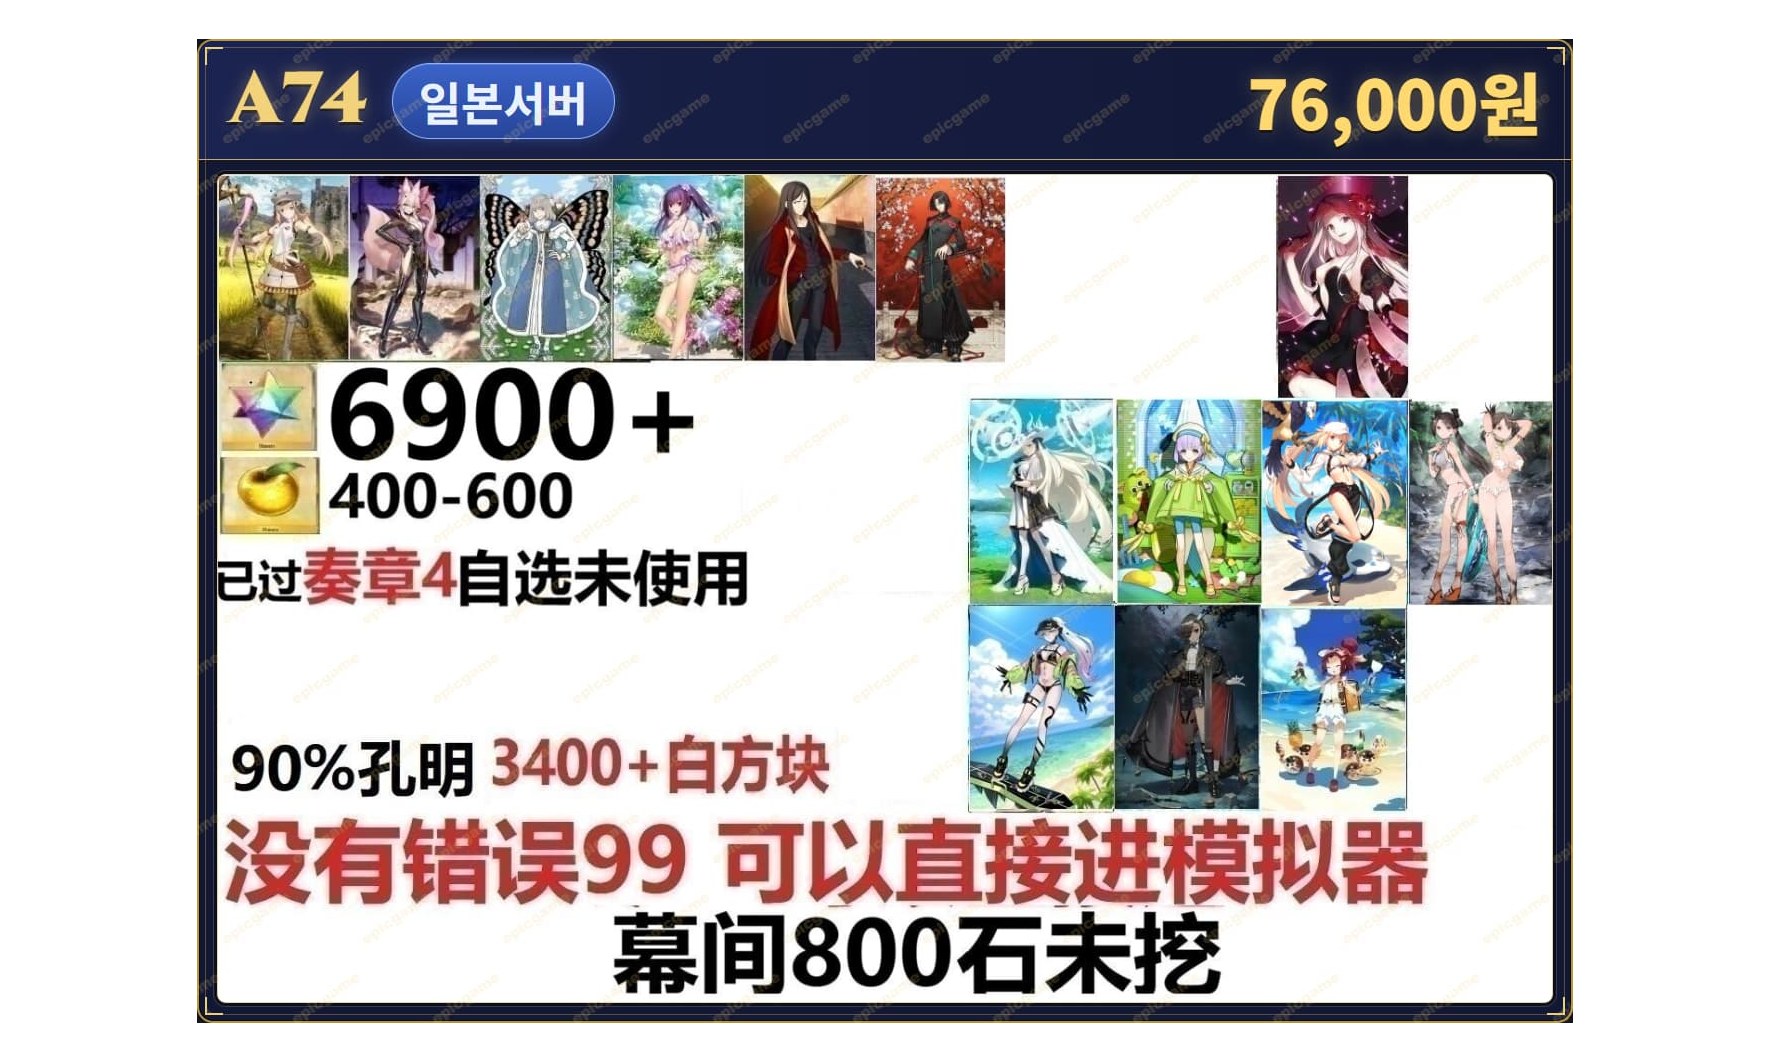 A74 일본서버 76,000원
6900+
400-600
已过奏章4自选未使用
90%孔明 3400+白方块
没有错误99 可以直接进模拟器
幕间800石未挖
epicgame